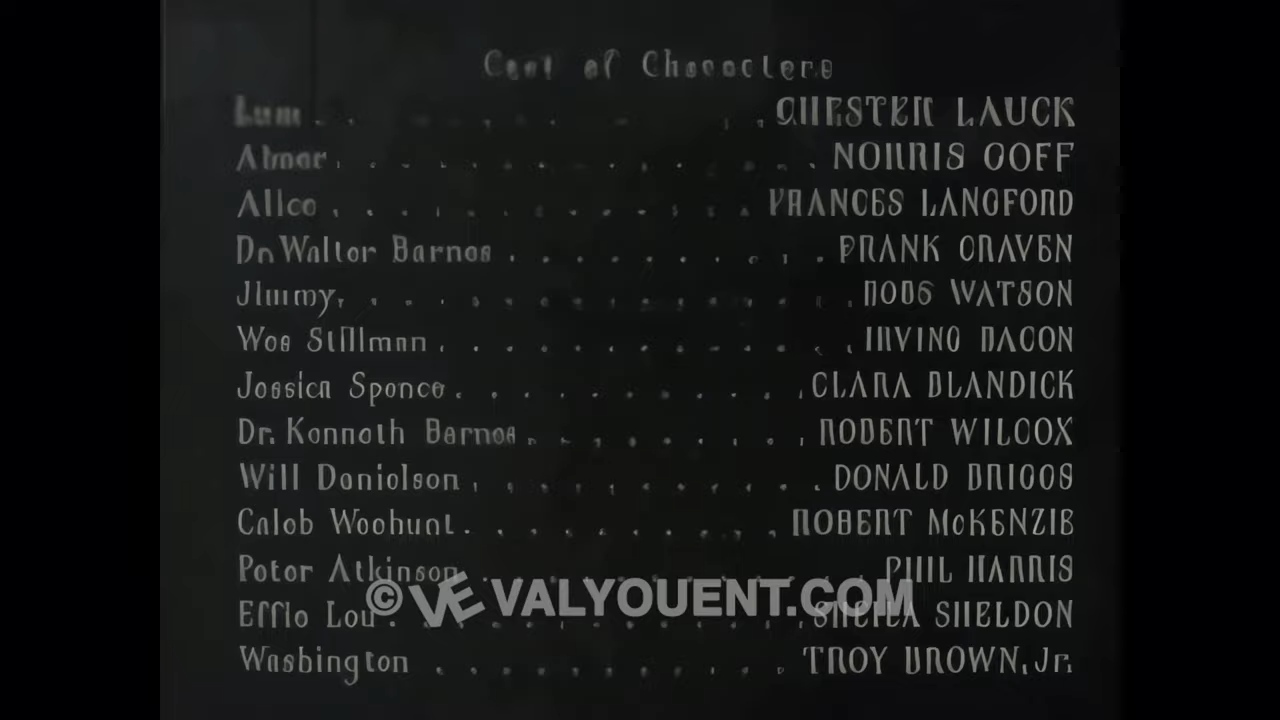 Cast of Characters
Lum . . . . . . CHESTER LAUCK
Abner . . . . . . . . . . . NORRIS GOFF
Alice . . . . . . . . . . . FRANCES LANGFORD
Dr. Walter Barnes . . . . . . . . . . FRANK CRAVEN
Jimmy . . . . . . . . . . . . . . BOBS WATSON
Wes Stillman . . . . . . . . . . . . . IRVING BACON
Jessica Spence . . . . . . . . . . CLARA BLANDICK
Dr. Kenneth Barnes . . . . . . . . . ROBERT WILCOX
Will Danielson . . . . . . . . . . . DONALD BRIGGS
Caleb Weehunt . . . . . . . . . . ROBERT McKENZIE
Peter Atkinson . . . . . . . . . . . PHIL HARRIS
© VE VALYOUENT.COM
Effie Lou . . . . . . . . . . . . SHEILA SHELDON
Washington . . . . . . . . . . . TROY BROWN, Jr.